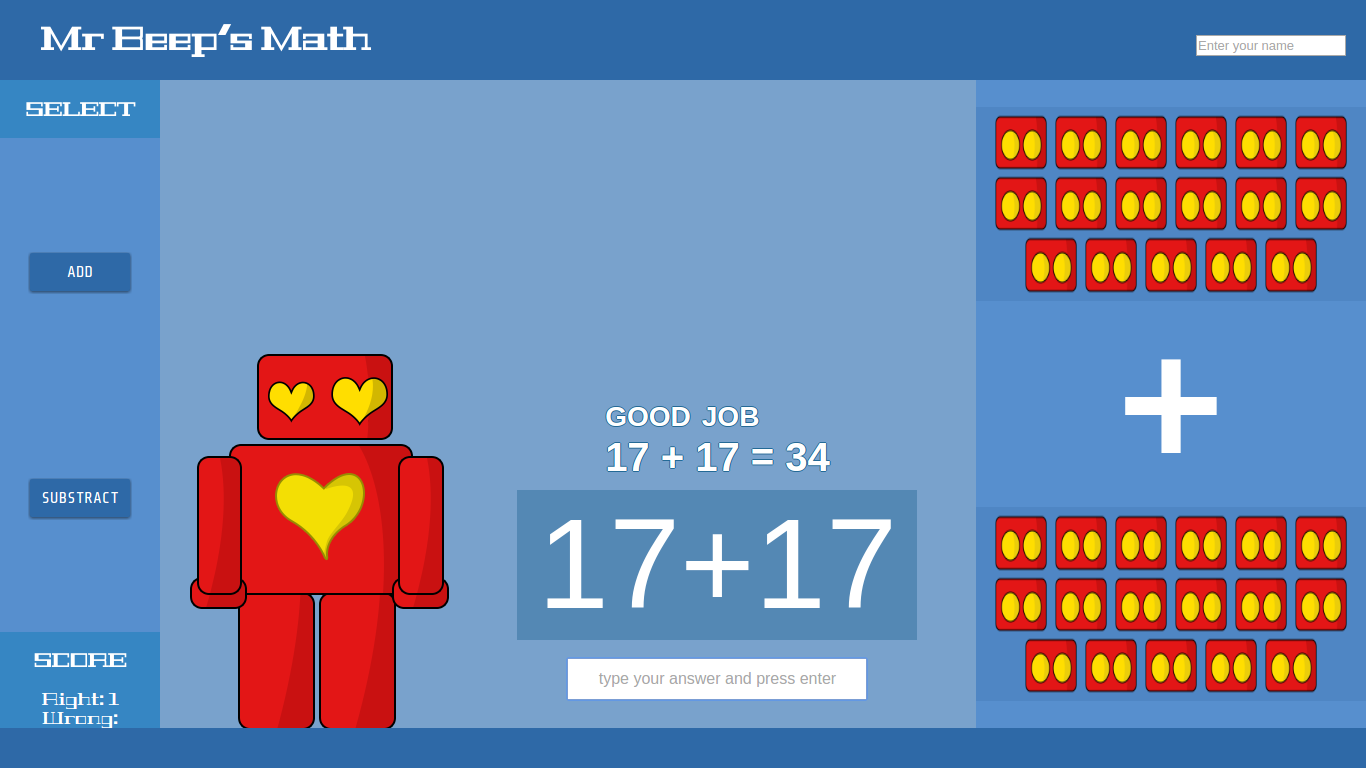 Mr Beep's Math
Enter your name
SELECT
ADD
SUBSTRACT
SCORE
Right:1
Wrong:
GOOD JOB
17 + 17 = 34
17+17
type your answer and press enter
+